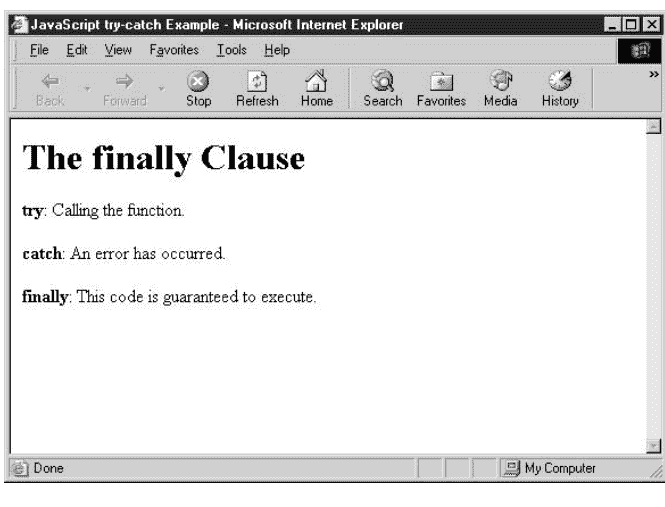 JavaScript try-catch Example - Microsoft Internet Explorer
File Edit View Favorites Tools Help
Back Forward Stop Refresh Home Search Favorites Media History »
The finally Clause
try: Calling the function.
catch: An error has occurred.
finally: This code is guaranteed to execute.
Done My Computer